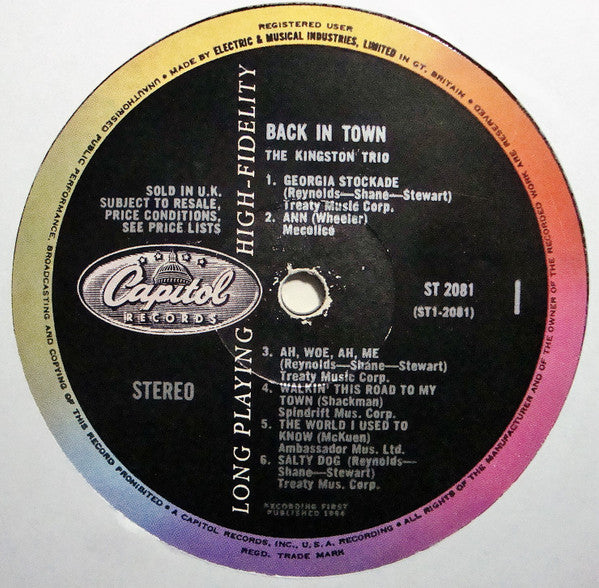 REGISTERED USER
UNAUTHORISED PUBLIC PERFORMANCE, BROADCASTING AND COPYING OF THIS RECORD PROHIBITED • MADE BY ELECTRIC & MUSICAL INDUSTRIES, LIMITED IN GT. BRITAIN • ALL RIGHTS OF THE MANUFACTURER AND OF THE OWNER OF THE RECORDED WORK ARE RESERVED •
LONG PLAYING HIGH-FIDELITY
BACK IN TOWN
THE KINGSTON TRIO
1. GEORGIA STOCKADE
(Reynolds—Shane—Stewart)
Treaty Music Corp.
2. ANN (Wheeler)
Mecolico
SOLD IN U.K.
SUBJECT TO RESALE,
PRICE CONDITIONS,
SEE PRICE LISTS
Capitol
RECORDS
ST 2081
(ST1-2081)
1
STEREO
3. AH, WOE, AH, ME
(Reynolds—Shane—Stewart)
Treaty Music Corp.
4. WALKIN' THIS ROAD TO MY
TOWN (Shackman)
Spindrift Mus. Corp.
5. THE WORLD I USED TO
KNOW (McKuen)
Ambassador Mus. Ltd.
6. SALTY DOG (Reynolds—
Shane—Stewart)
Treaty Mus. Corp.
RECORDING FIRST
PUBLISHED 1964
• A CAPITOL RECORDS, INC., U.S.A. RECORDING •
REGD. TRADE MARK